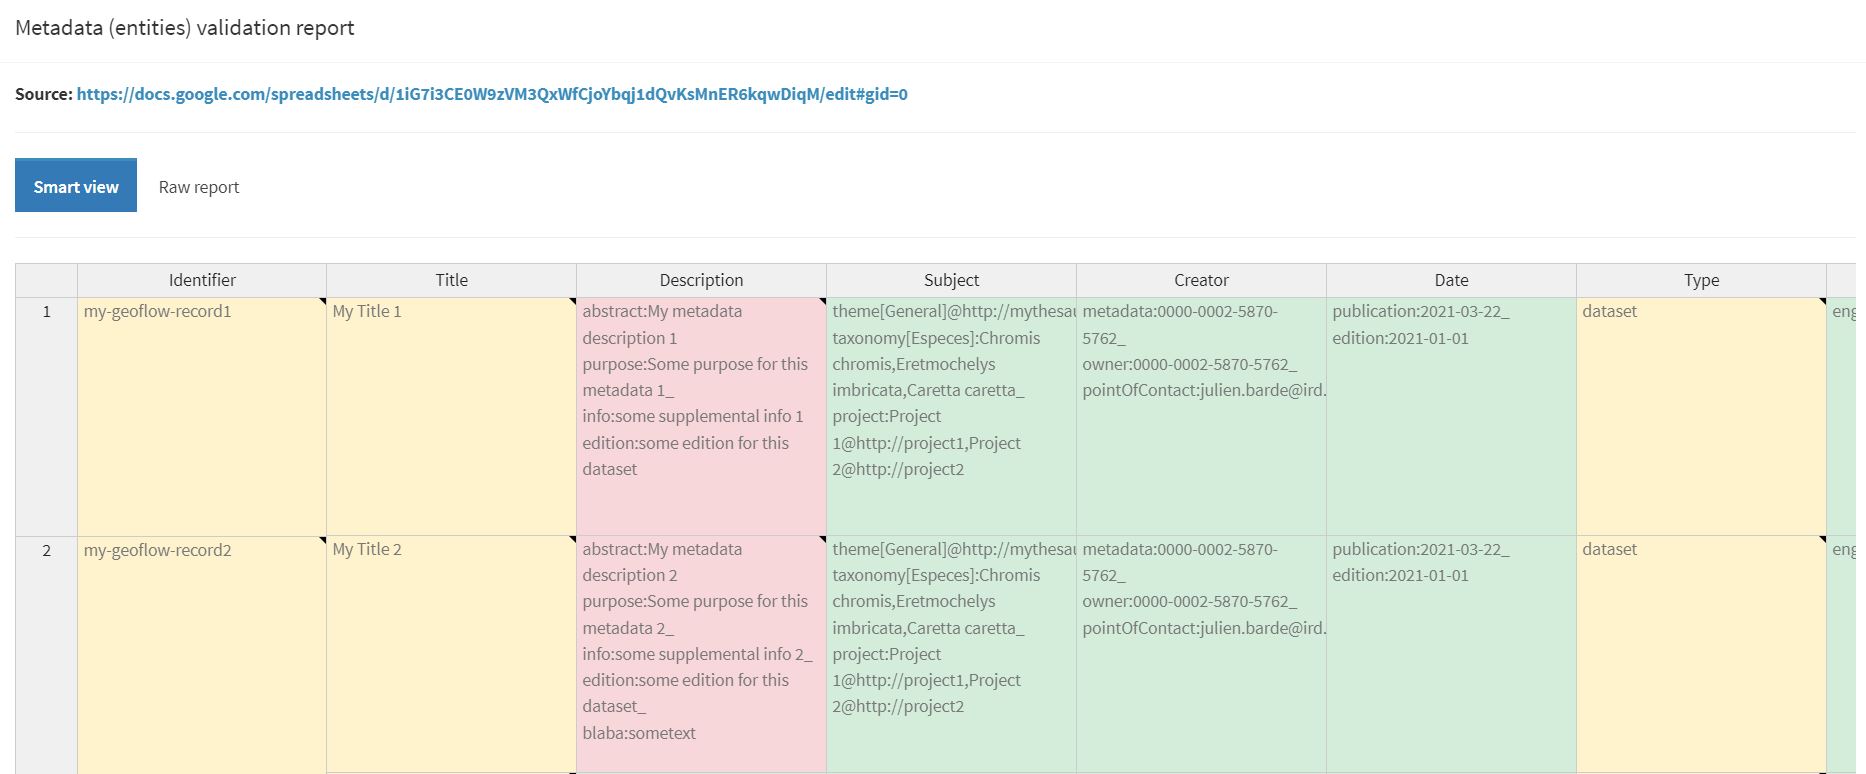 Metadata (entities) validation report
Source: https://docs.google.com/spreadsheets/d/1iG7i3CE0W9zVM3QxWfCjoYbqj1dQvKsMnER6kqwDiqM/edit#gid=0
Smart view
Raw report
Identifier
Title
Description
Subject
Creator
Date
Type
1
my-geoflow-record1
My Title 1
abstract:My metadata
description 1
purpose:Some purpose for this
metadata 1_
info:some supplemental info 1
edition:some edition for this
dataset
theme[General]@http://mythesau
taxonomy[Especes]:Chromis
chromis,Eretmochelys
imbricata,Caretta caretta_
project:Project
1@http://project1,Project
2@http://project2
metadata:0000-0002-5870-
5762_
owner:0000-0002-5870-5762_
pointOfContact:julien.barde@ird.
publication:2021-03-22_
edition:2021-01-01
dataset
eng
2
my-geoflow-record2
My Title 2
abstract:My metadata
description 2
purpose:Some purpose for this
metadata 2_
info:some supplemental info 2_
edition:some edition for this
dataset_
blaba:sometext
theme[General]@http://mythesau
taxonomy[Especes]:Chromis
chromis,Eretmochelys
imbricata,Caretta caretta_
project:Project
1@http://project1,Project
2@http://project2
metadata:0000-0002-5870-
5762_
owner:0000-0002-5870-5762_
pointOfContact:julien.barde@ird.
publication:2021-03-22_
edition:2021-01-01
dataset
eng